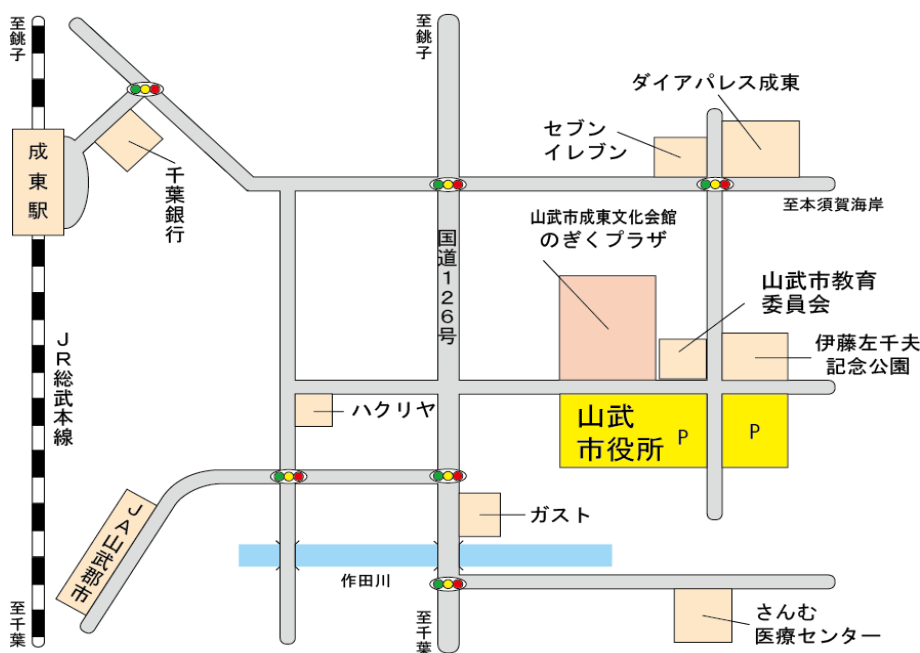 至銚子
至銚子
ダイアパレス成東
セブン
イレブン
成東駅
千葉銀行
至本須賀海岸
山武市成東文化会館
のぎくプラザ
国道126号
山武市教育
委員会
伊藤左千夫
記念公園
JR総武本線
ハクリヤ
山武
市役所
P
P
JA山武郡市
ガスト
作田川
至千葉
至千葉
さんむ
医療センター